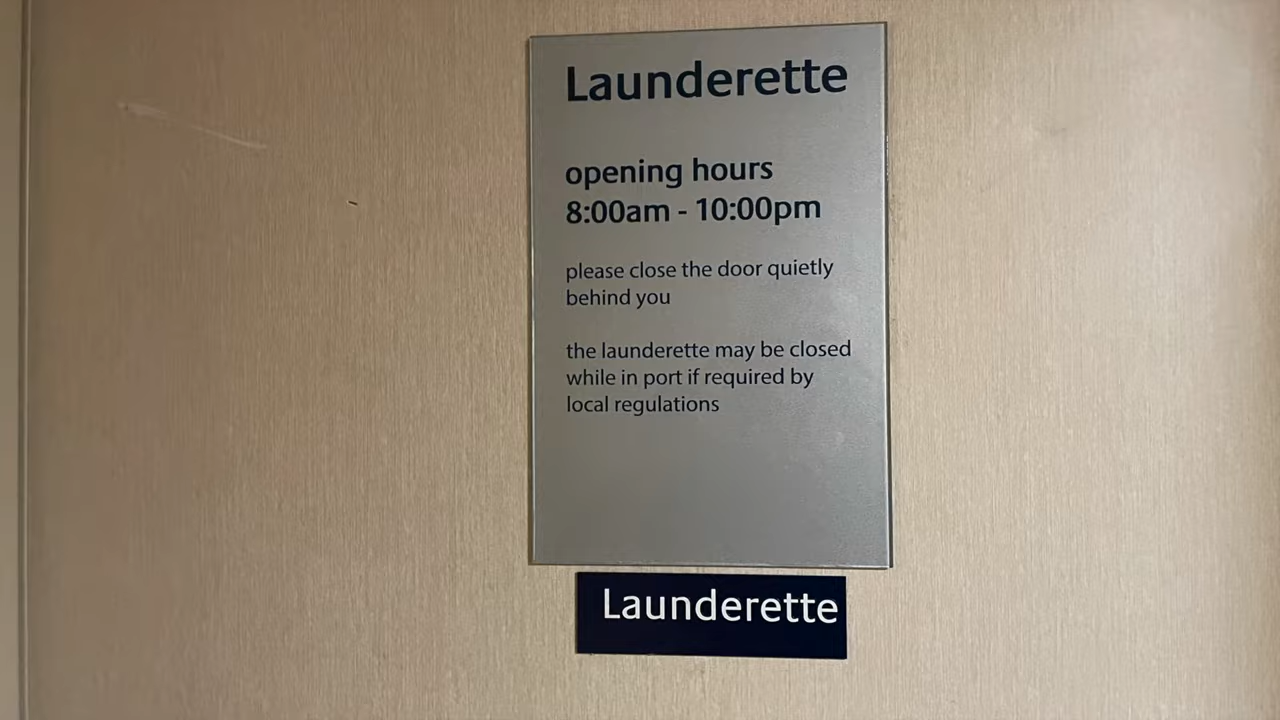 Launderette
opening hours
8:00am - 10:00pm
please close the door quietly
behind you
the launderette may be closed
while in port if required by
local regulations
Launderette